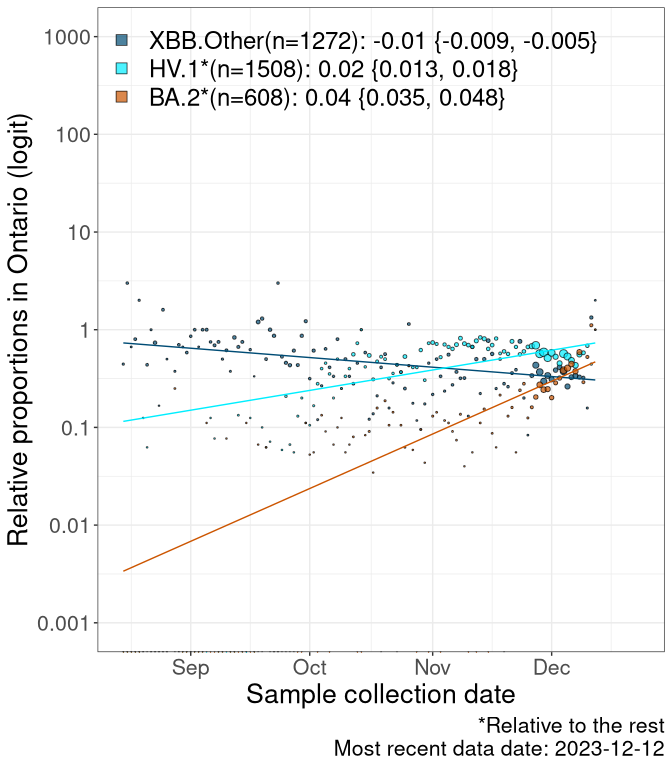 XBB.Other(n=1272): -0.01 {-0.009, -0.005}
HV.1*(n=1508): 0.02 {0.013, 0.018}
BA.2*(n=608): 0.04 {0.035, 0.048}
Relative proportions in Ontario (logit)
1000
100
10
1
0.1
0.01
0.001
Sep Oct Nov Dec
Sample collection date
*Relative to the rest
Most recent data date: 2023-12-12